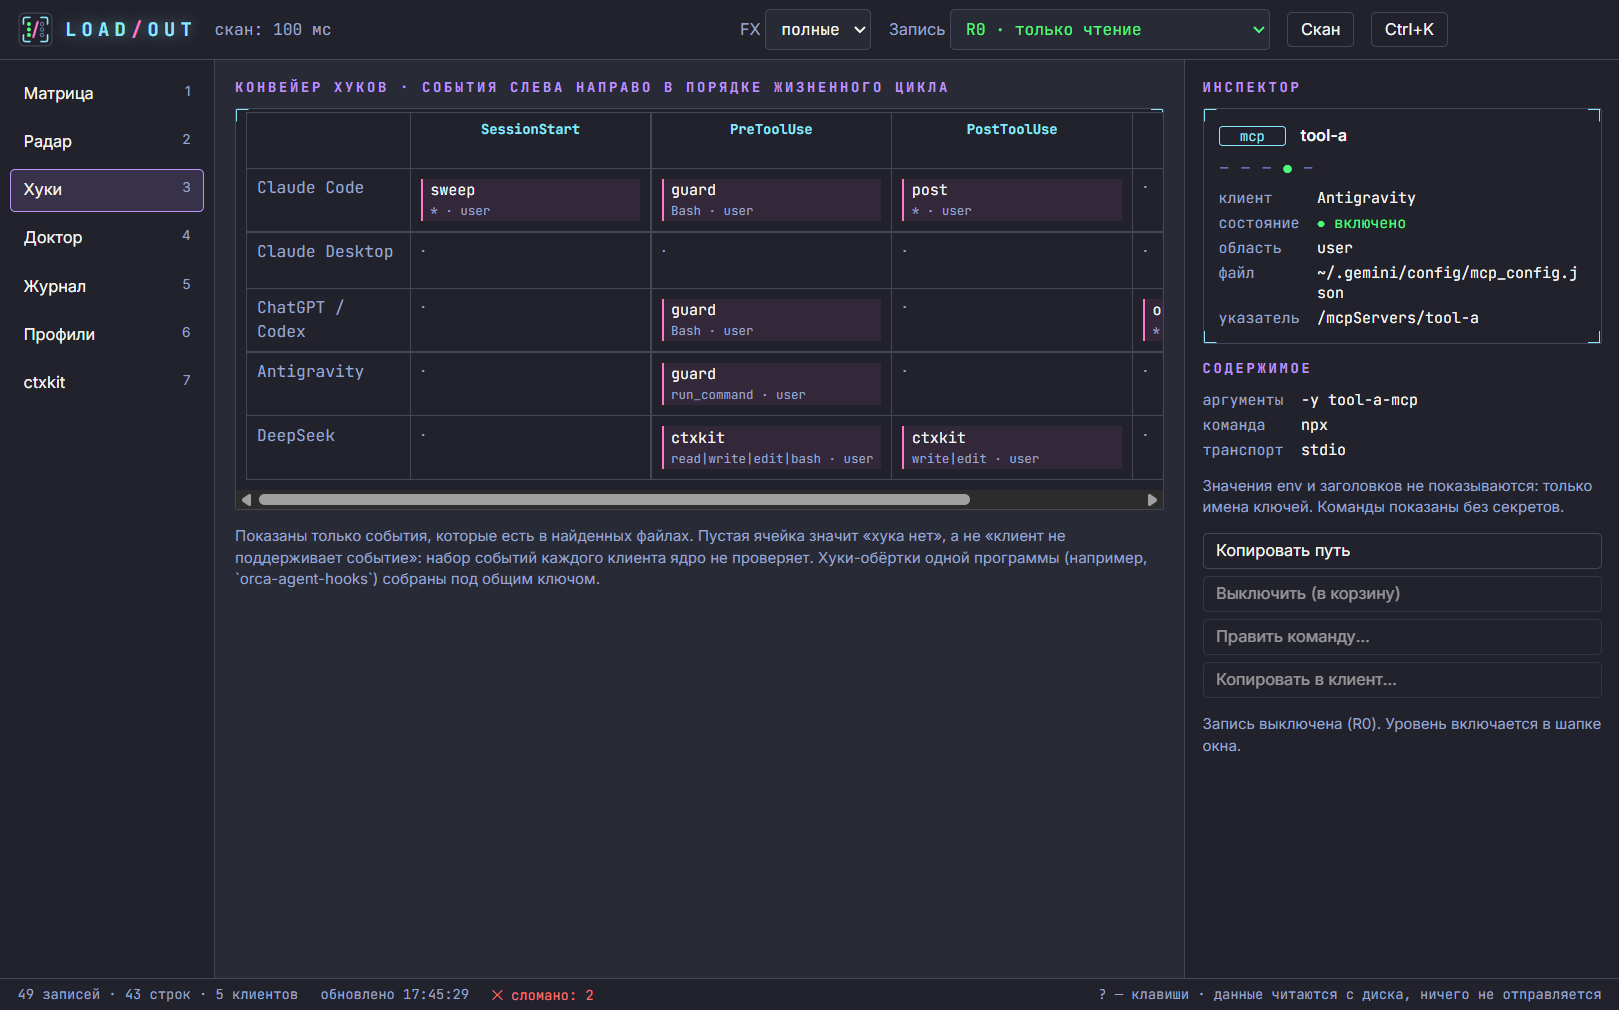 LOAD/OUT
скан: 100 мс
FX
полные
Запись
R0 · только чтение
Скан
Ctrl+K
Матрица 1
Радар 2
Хуки 3
Доктор 4
Журнал 5
Профили 6
ctxkit 7
КОНВЕЙЕР ХУКОВ · СОБЫТИЯ СЛЕВА НАПРАВО В ПОРЯДКЕ ЖИЗНЕННОГО ЦИКЛА
SessionStart PreToolUse PostToolUse
Claude Code
sweep
* · user
guard
Bash · user
post
* · user
·
Claude Desktop
· · · ·
ChatGPT /
Codex
·
guard
Bash · user
·
o
*
Antigravity
·
guard
run_command · user
· ·
DeepSeek
·
ctxkit
read|write|edit|bash · user
ctxkit
write|edit · user
·
Показаны только события, которые есть в найденных файлах. Пустая ячейка значит «хука нет», а не «клиент не
поддерживает событие»: набор событий каждого клиента ядро не проверяет. Хуки-обёртки одной программы (например,
`orca-agent-hooks`) собраны под общим ключом.
ИНСПЕКТОР
mcp tool-a
— — — ● —
клиент Antigravity
состояние ● включено
область user
файл ~/.gemini/config/mcp_config.j
son
указатель /mcpServers/tool-a
СОДЕРЖИМОЕ
аргументы -y tool-a-mcp
команда npx
транспорт stdio
Значения env и заголовков не показываются: только
имена ключей. Команды показаны без секретов.
Копировать путь
Выключить (в корзину)
Править команду...
Копировать в клиент...
Запись выключена (R0). Уровень включается в шапке
окна.
49 записей · 43 строк · 5 клиентов обновлено 17:45:29 ✕ сломано: 2
? — клавиши · данные читаются с диска, ничего не отправляется